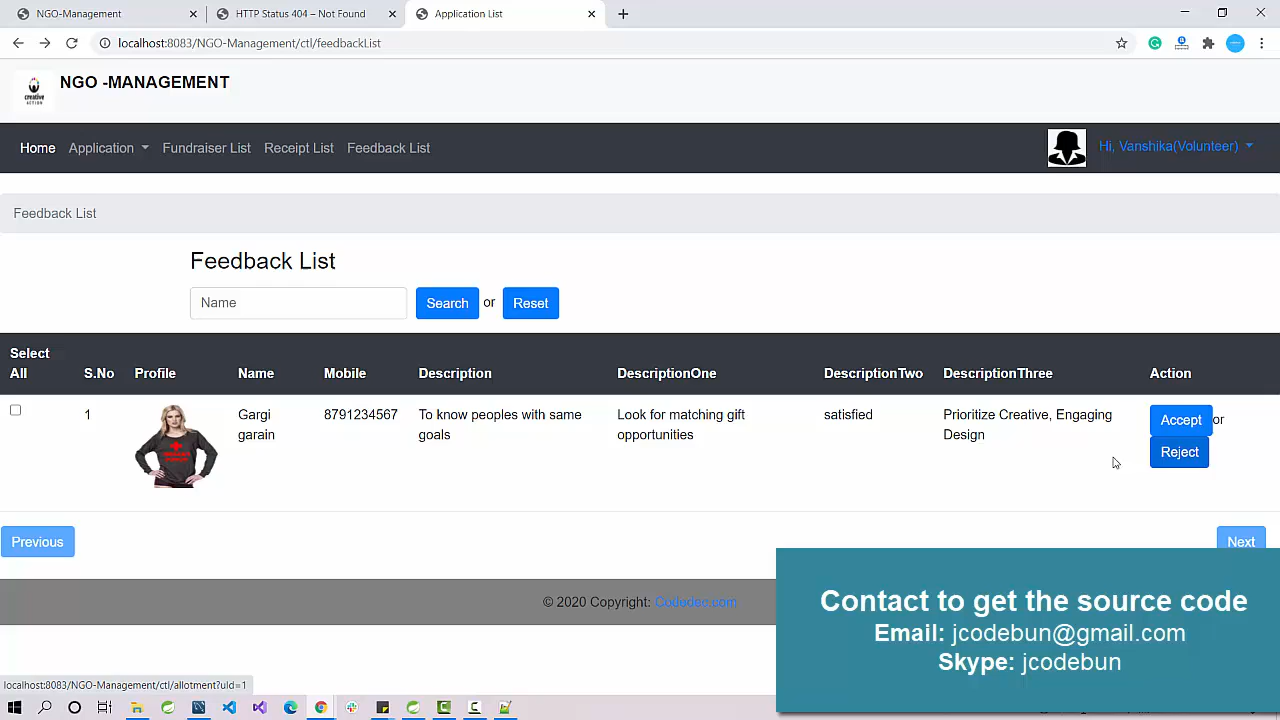 NGO-Management
HTTP Status 404 – Not Found
Application List
localhost:8083/NGO-Management/ctl/feedbackList
creative
ACTION
NGO -MANAGEMENT
Home Application Fundraiser List Receipt List Feedback List
Hi, Vanshika(Volunteer)
Feedback List
Feedback List
Name Search or Reset
Select All S.No Profile Name Mobile Description DescriptionOne DescriptionTwo DescriptionThree Action
1 Gargi 8791234567 To know peoples with same Look for matching gift satisfied Prioritize Creative, Engaging Accept or
garain goals opportunities Design Reject
Previous Next
© 2020 Copyright: Codedec.com
Contact to get the source code
Email: jcodebun@gmail.com
Skype: jcodebun
localhost:8083/NGO-Management/ctl/allotment?uId=1